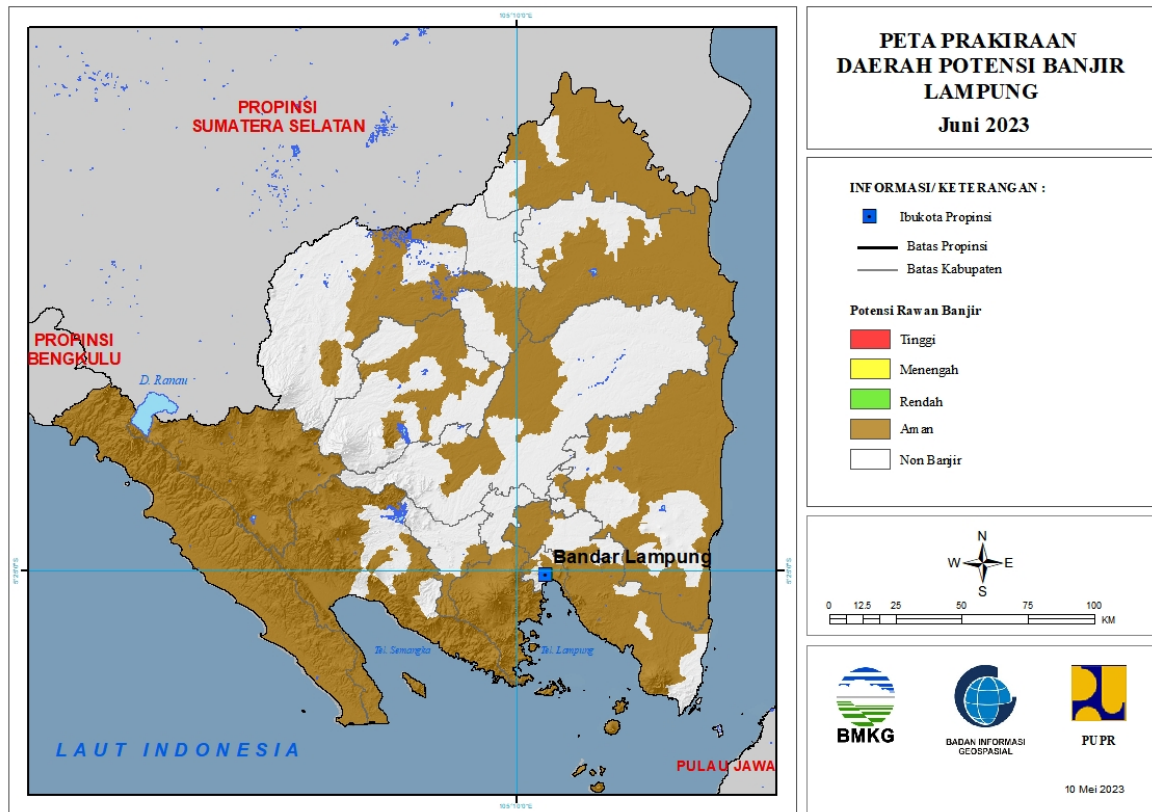 PETA PRAKIRAAN
DAERAH POTENSI BANJIR
LAMPUNG
Juni 2023
INFORMASI/ KETERANGAN :
Ibukota Propinsi
Batas Propinsi
Batas Kabupaten
Potensi Rawan Banjir
Tinggi
Menengah
Rendah
Aman
Non Banjir
N
W E
S
0 12.5 25 50 75 100
KM
BMKG
BADAN INFORMASI
GEOSPASIAL
PUPR
10 Mei 2023
PROPINSI
SUMATERA SELATAN
PROPINSI
BENGKULU
D. Ranau
Bandar Lampung
Tel. Semangka
Tel. Lampung
LAUT INDONESIA
PULAU JAWA